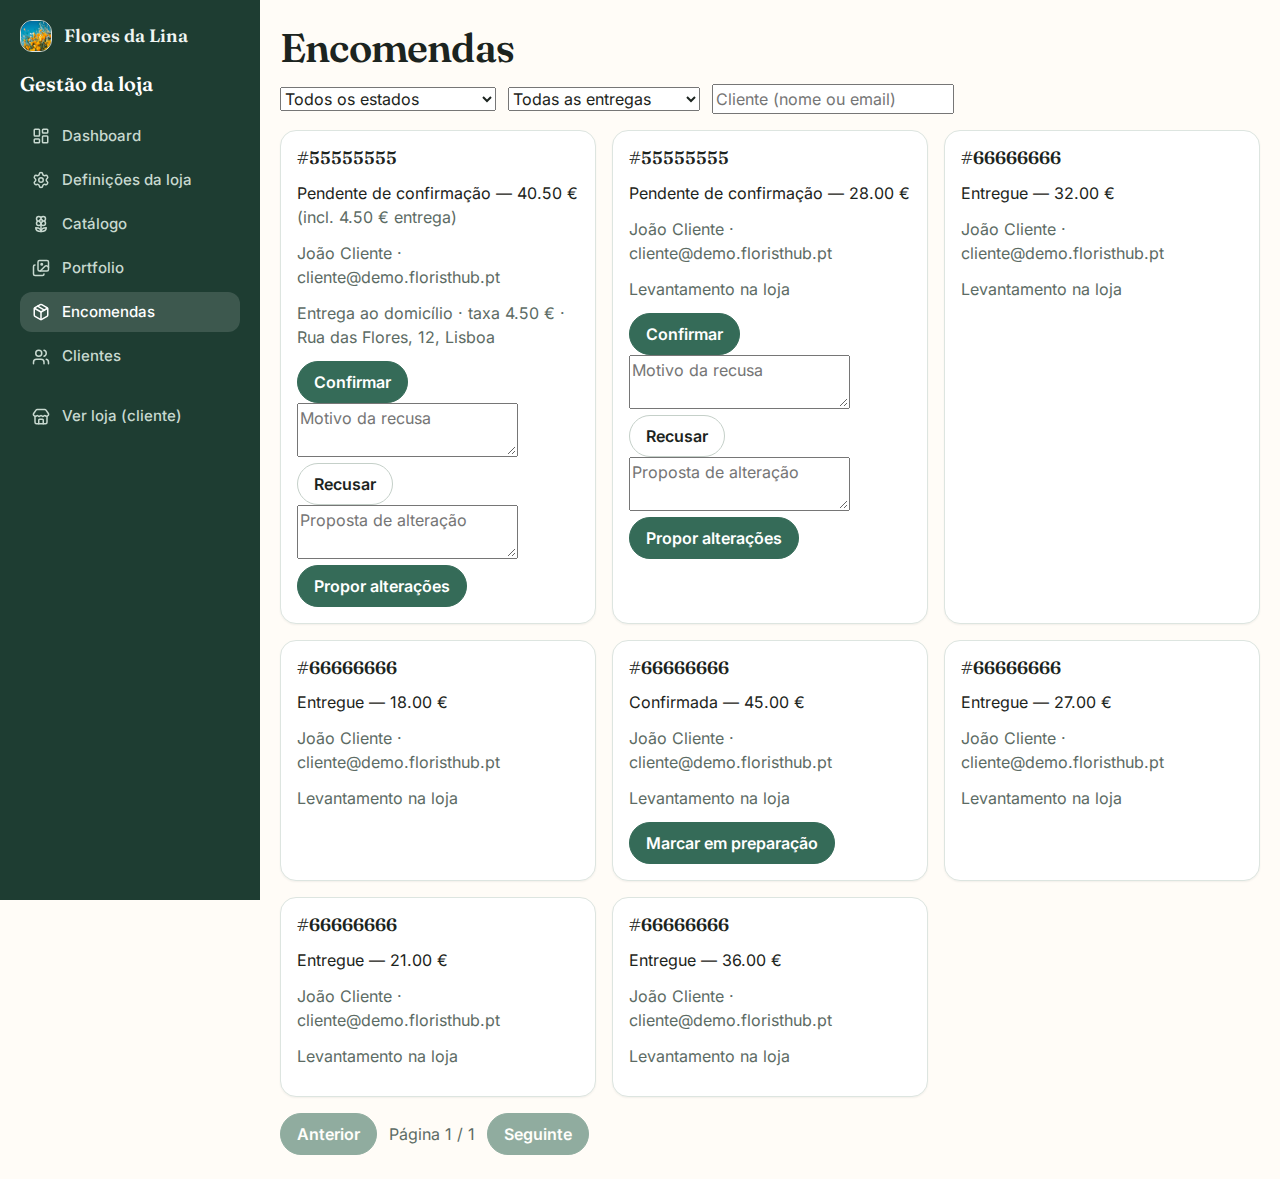 Flores da Lina
Gestão da loja
Dashboard
Definições da loja
Catálogo
Portfolio
Encomendas
Clientes
Ver loja (cliente)
Encomendas
Todos os estados
Todas as entregas
Cliente (nome ou email)
#55555555
Pendente de confirmação — 40.50 €
(incl. 4.50 € entrega)
João Cliente ·
cliente@demo.floristhub.pt
Entrega ao domicílio · taxa 4.50 € ·
Rua das Flores, 12, Lisboa
Confirmar
Motivo da recusa
Recusar
Proposta de alteração
Propor alterações
#55555555
Pendente de confirmação — 28.00 €
João Cliente ·
cliente@demo.floristhub.pt
Levantamento na loja
Confirmar
Motivo da recusa
Recusar
Proposta de alteração
Propor alterações
#66666666
Entregue — 32.00 €
João Cliente ·
cliente@demo.floristhub.pt
Levantamento na loja
#66666666
Entregue — 18.00 €
João Cliente ·
cliente@demo.floristhub.pt
Levantamento na loja
#66666666
Confirmada — 45.00 €
João Cliente ·
cliente@demo.floristhub.pt
Levantamento na loja
Marcar em preparação
#66666666
Entregue — 27.00 €
João Cliente ·
cliente@demo.floristhub.pt
Levantamento na loja
#66666666
Entregue — 21.00 €
João Cliente ·
cliente@demo.floristhub.pt
Levantamento na loja
#66666666
Entregue — 36.00 €
João Cliente ·
cliente@demo.floristhub.pt
Levantamento na loja
Anterior
Página 1 / 1
Seguinte